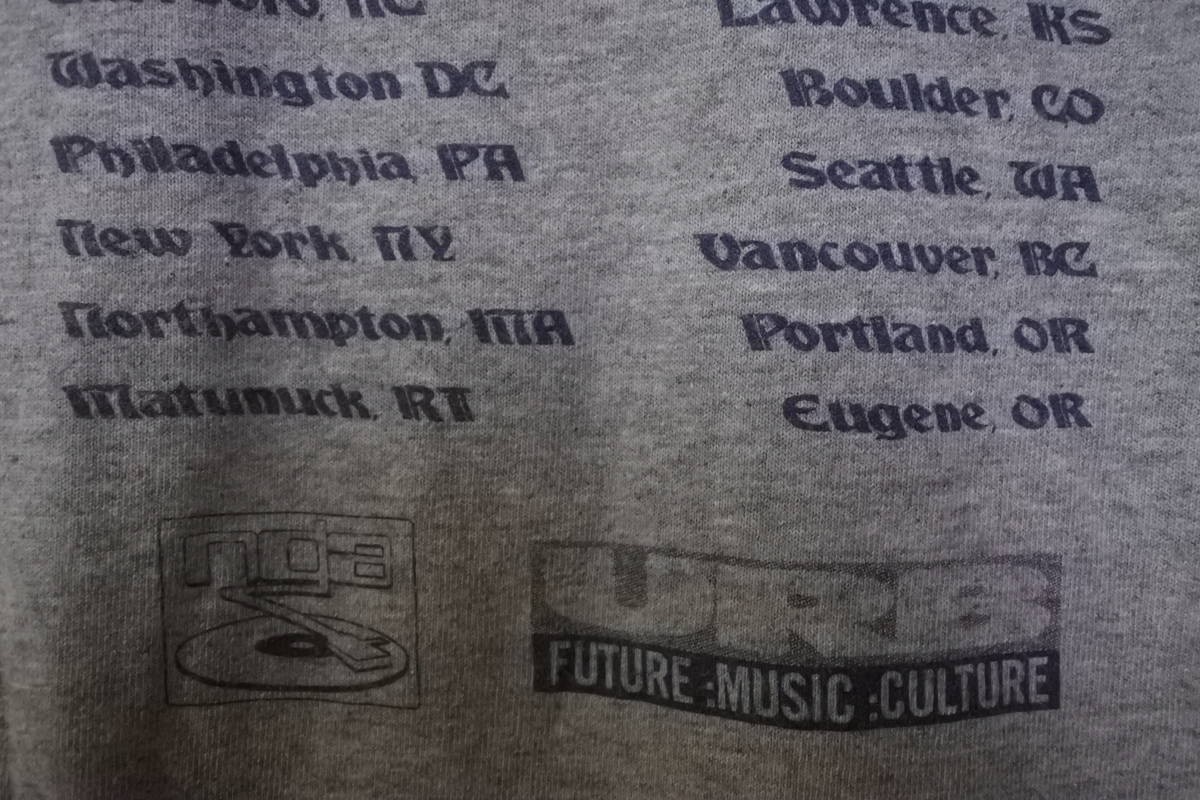 NC
Washington DC
Philadelphia, PA
New York, NY
Northampton, MA
Matunuck, RI
Lawrence, KS
Boulder, CO
Seattle, WA
Vancouver, BC
Portland, OR
Eugene, OR
URB
FUTURE :MUSIC :CULTURE